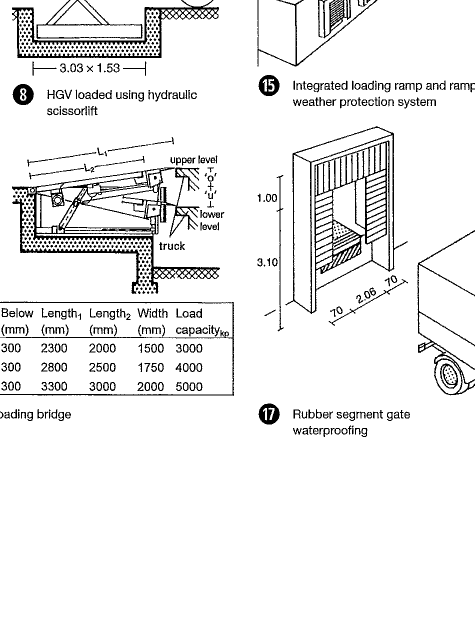 3.03 × 1.53
8 HGV loaded using hydraulic
scissorlift
L₁
L₂
upper level
'o'
'u'
lower
level
truck
Below Length₁ Length₂ Width Load
(mm) (mm) (mm) (mm) capacitykp
300 2300 2000 1500 3000
300 2800 2500 1750 4000
300 3300 3000 2000 5000
oading bridge
15 Integrated loading ramp and ramp
weather protection system
1.00
3.10
70
2.06
70
17 Rubber segment gate
waterproofing